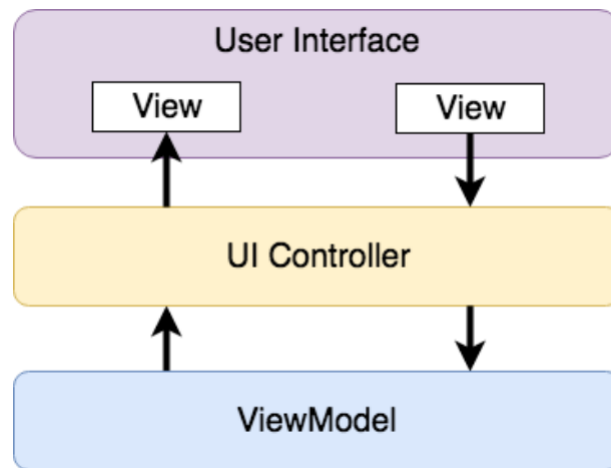 User Interface
View
View
UI Controller
ViewModel